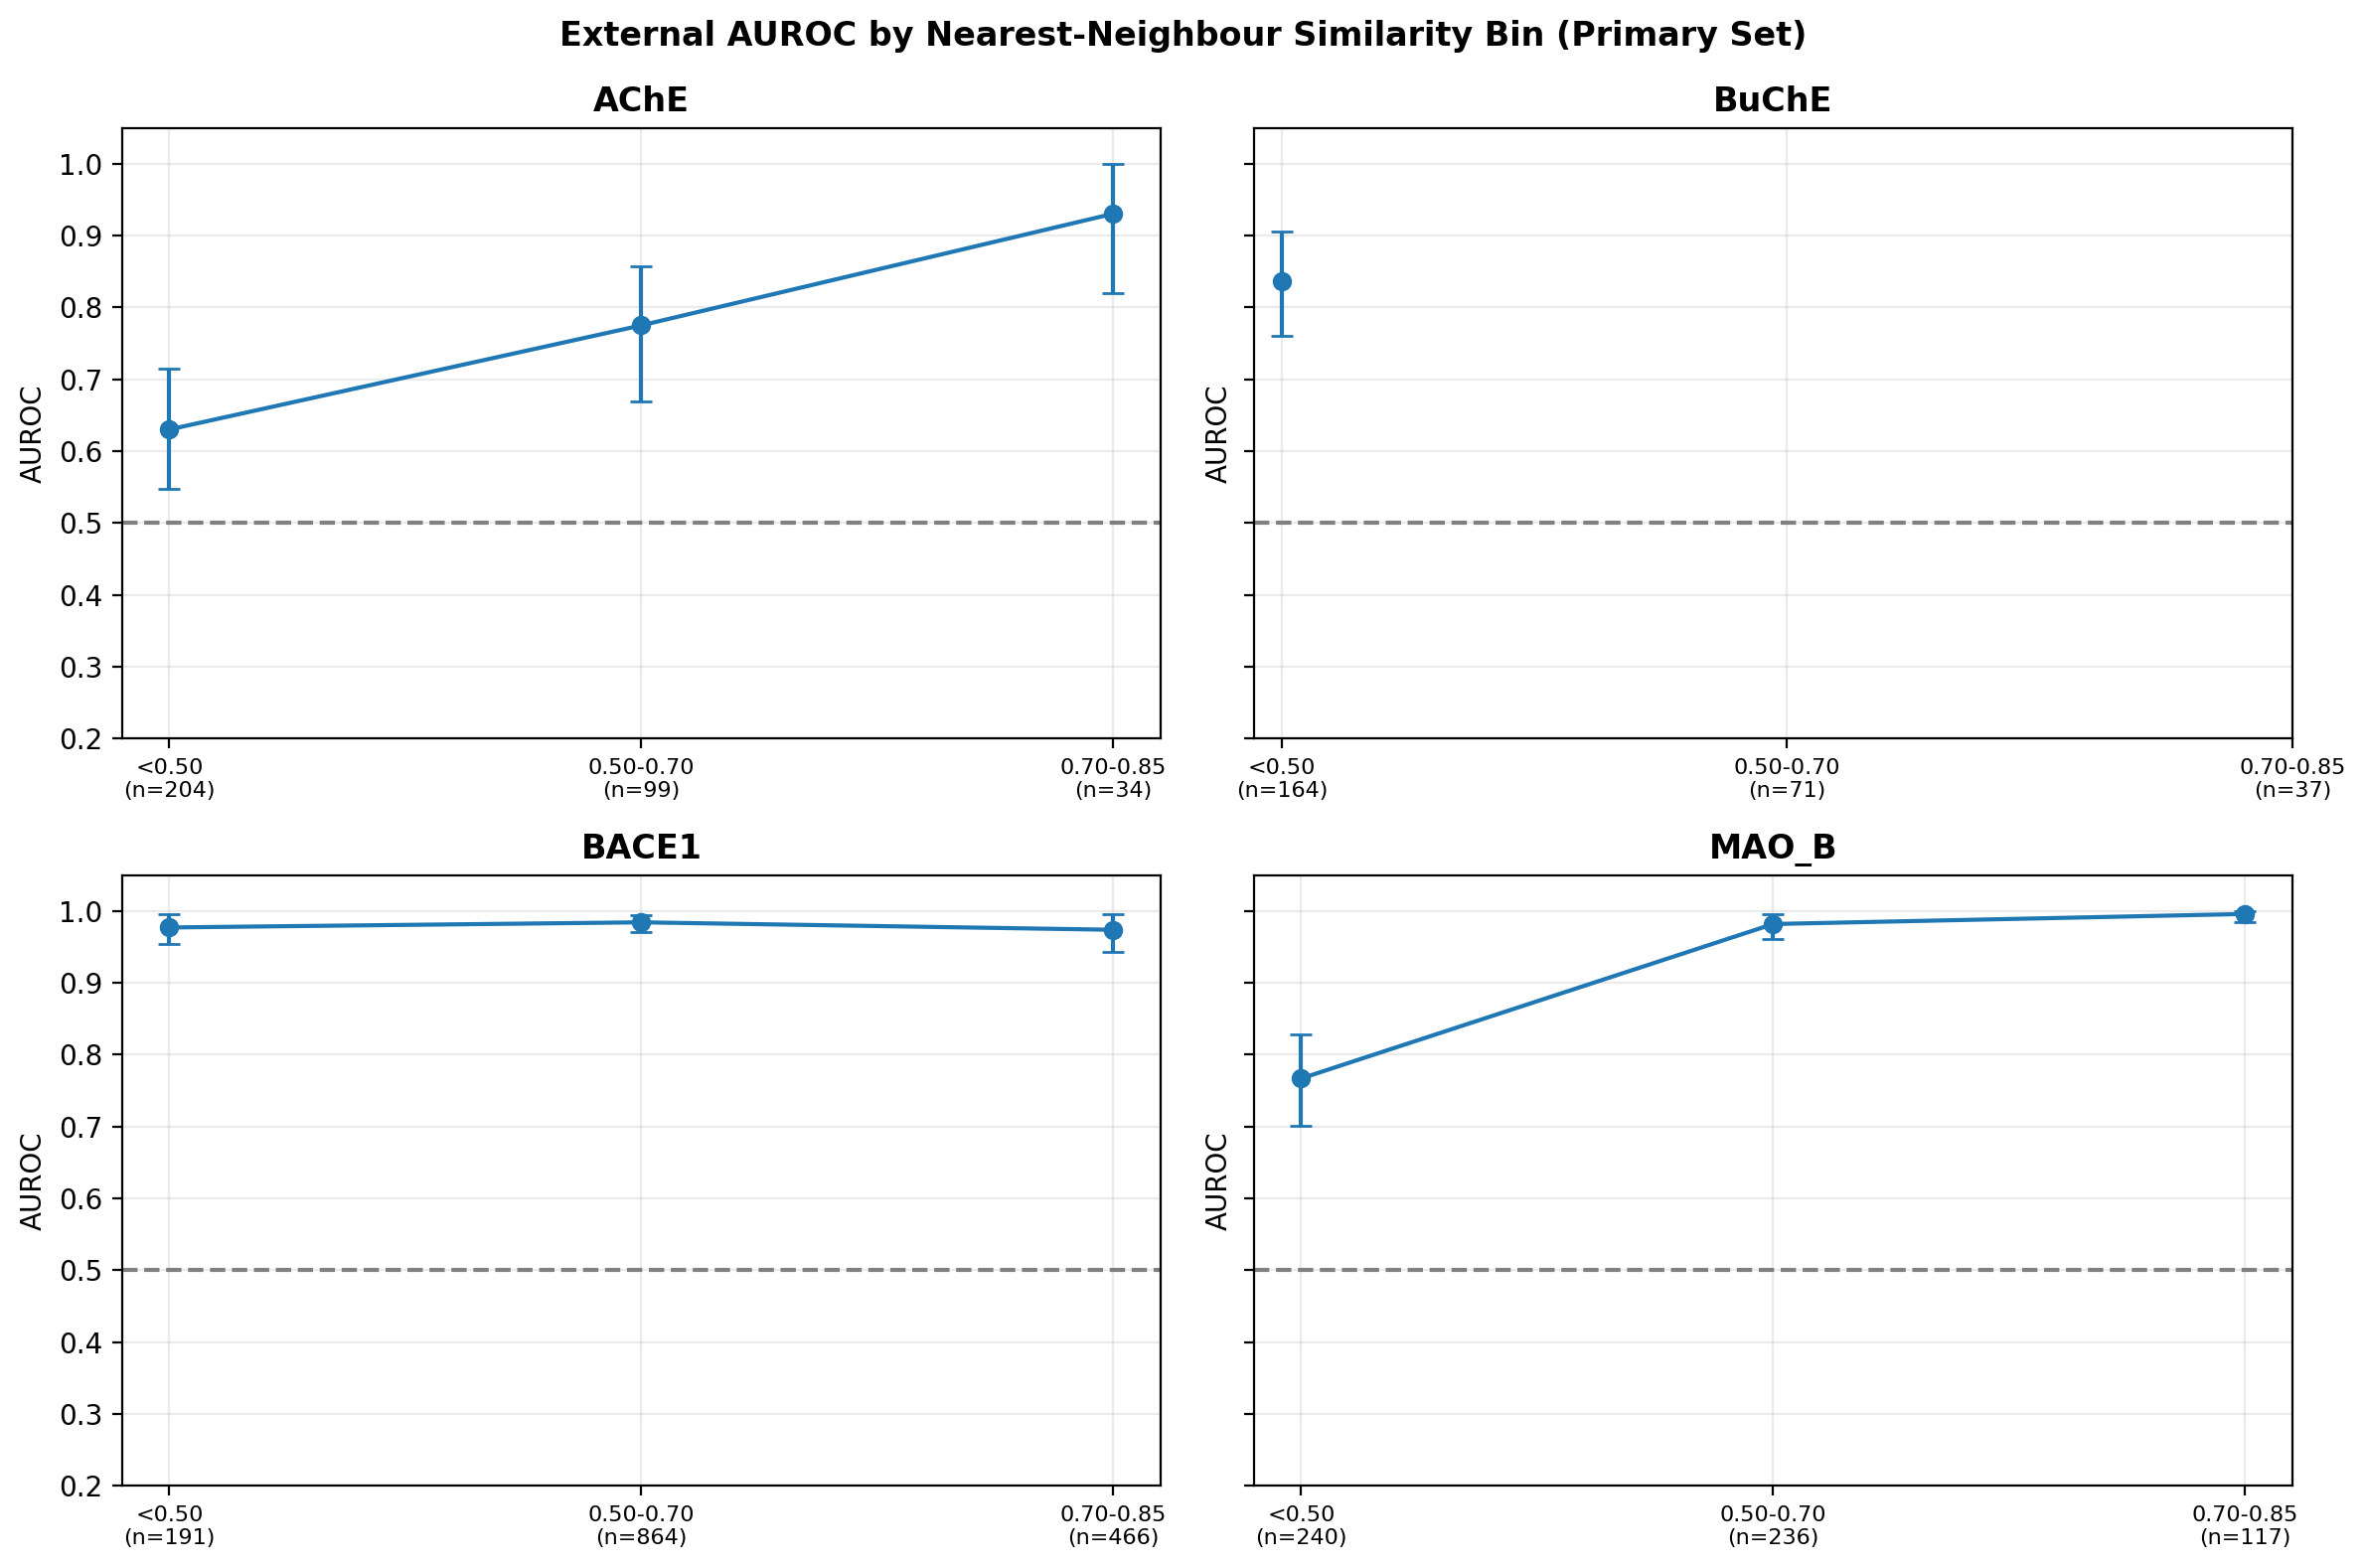 External AUROC by Nearest-Neighbour Similarity Bin (Primary Set)
AChE
AUROC
1.0
0.9
0.8
0.7
0.6
0.5
0.4
0.3
0.2
<0.50
(n=204)
0.50-0.70
(n=99)
0.70-0.85
(n=34)
BuChE
AUROC
<0.50
(n=164)
0.50-0.70
(n=71)
0.70-0.85
(n=37)
BACE1
AUROC
1.0
0.9
0.8
0.7
0.6
0.5
0.4
0.3
0.2
<0.50
(n=191)
0.50-0.70
(n=864)
0.70-0.85
(n=466)
MAO_B
AUROC
<0.50
(n=240)
0.50-0.70
(n=236)
0.70-0.85
(n=117)